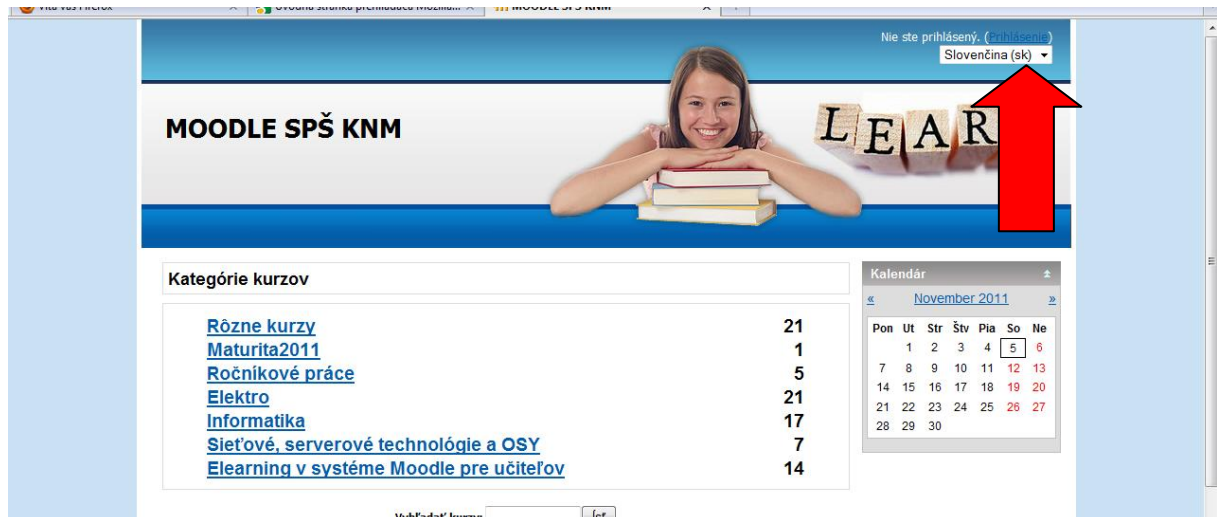 MOODLE SPŠ KNM
Nie ste prihlásený. (Prihlásenie)
Slovenčina (sk)
MOODLE SPŠ KNM
LEAR
Kategórie kurzov
Rôzne kurzy 21
Maturita2011 1
Ročníkové práce 5
Elektro 21
Informatika 17
Sieťové, serverové technológie a OSY 7
Elearning v systéme Moodle pre učiteľov 14
Kalendár
« November 2011 »
Pon Ut Str Štv Pia So Ne
1 2 3 4 5 6
7 8 9 10 11 12 13
14 15 16 17 18 19 20
21 22 23 24 25 26 27
28 29 30